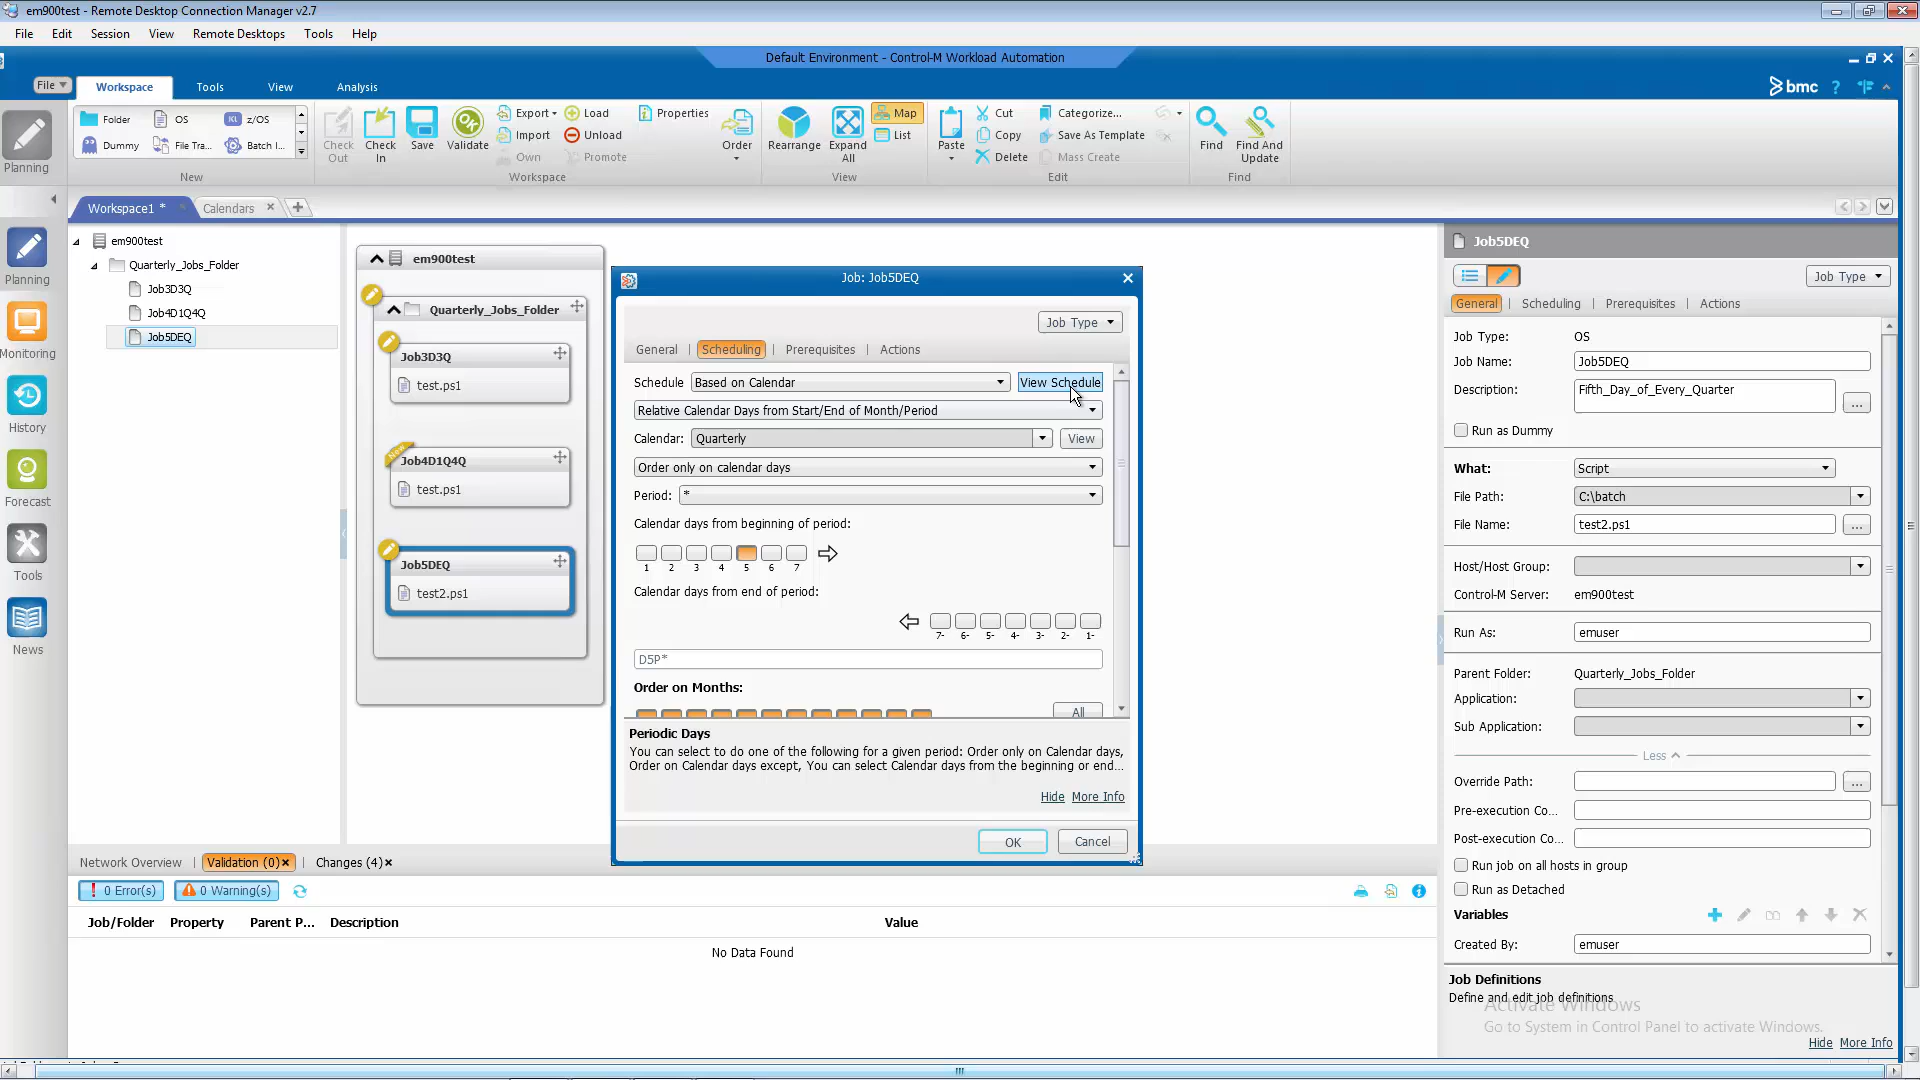 em900test - Remote Desktop Connection Manager v2.7
File Edit Session View Remote Desktops Tools Help
Default Environment - Control-M Workload Automation
File Workspace Tools View Analysis
bmc ?
Planning
Folder OS z/OS
Dummy File Tra... Batch I...
New
Check Out
Check In
Save
Validate
Export Load
Import Unload
Own Promote
Properties
Order
Workspace
Rearrange
Expand All
Map
List
View
Paste
Cut
Copy
Delete
Categorize...
Save As Template
Mass Create
Edit
Find
Find And Update
Find
Workspace1 * Calendars
Planning
Monitoring
History
Forecast
Tools
News
em900test
Quarterly_Jobs_Folder
Job3D3Q
Job4D1Q4Q
Job5DEQ
em900test
Quarterly_Jobs_Folder
Job3D3Q
test.ps1
New
Job4D1Q4Q
test.ps1
Job5DEQ
test2.ps1
Job: Job5DEQ
Job Type
General Scheduling Prerequisites Actions
Schedule Based on Calendar View Schedule
Relative Calendar Days from Start/End of Month/Period
Calendar: Quarterly View
Order only on calendar days
Period: *
Calendar days from beginning of period:
1 2 3 4 5 6 7
Calendar days from end of period:
7- 6- 5- 4- 3- 2- 1-
D5P*
Order on Months:
All
Periodic Days
You can select to do one of the following for a given period: Order only on Calendar days,
Order on Calendar days except, You can select Calendar days from the beginning or end...
Hide More Info
OK Cancel
Job5DEQ
Job Type
General Scheduling Prerequisites Actions
Job Type: OS
Job Name: Job5DEQ
Description: Fifth_Day_of_Every_Quarter
...
Run as Dummy
What: Script
File Path: C:\batch
File Name: test2.ps1 ...
Host/Host Group:
Control-M Server: em900test
Run As: emuser
Parent Folder: Quarterly_Jobs_Folder
Application:
Sub Application:
Less
Override Path: ...
Pre-execution Co...
Post-execution Co...
Run job on all hosts in group
Run as Detached
Variables
Created By: emuser
Job Definitions
Define and edit job definitions
Activate Windows
Go to System in Control Panel to activate Windows.
Hide More Info
Network Overview Validation (0) Changes (4)
0 Error(s) 0 Warning(s)
Job/Folder Property Parent P... Description Value
No Data Found